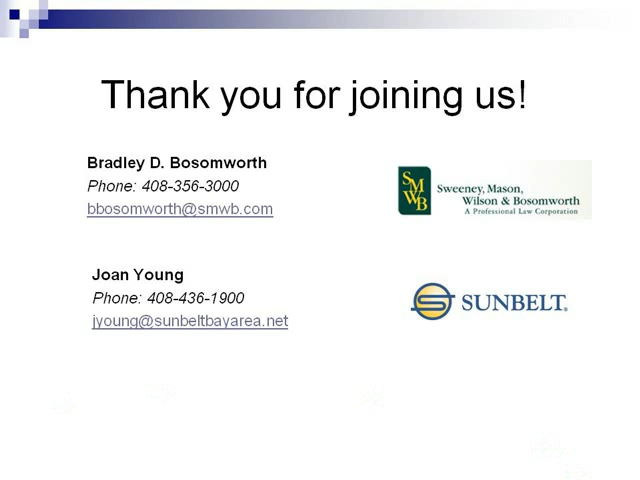 Thank you for joining us!
Bradley D. Bosomworth
Phone: 408-356-3000
bbosomworth@smwb.com
SMWB
Sweeney, Mason,
Wilson & Bosomworth
A Professional Law Corporation
Joan Young
Phone: 408-436-1900
jyoung@sunbeltbayarea.net
SUNBELT®